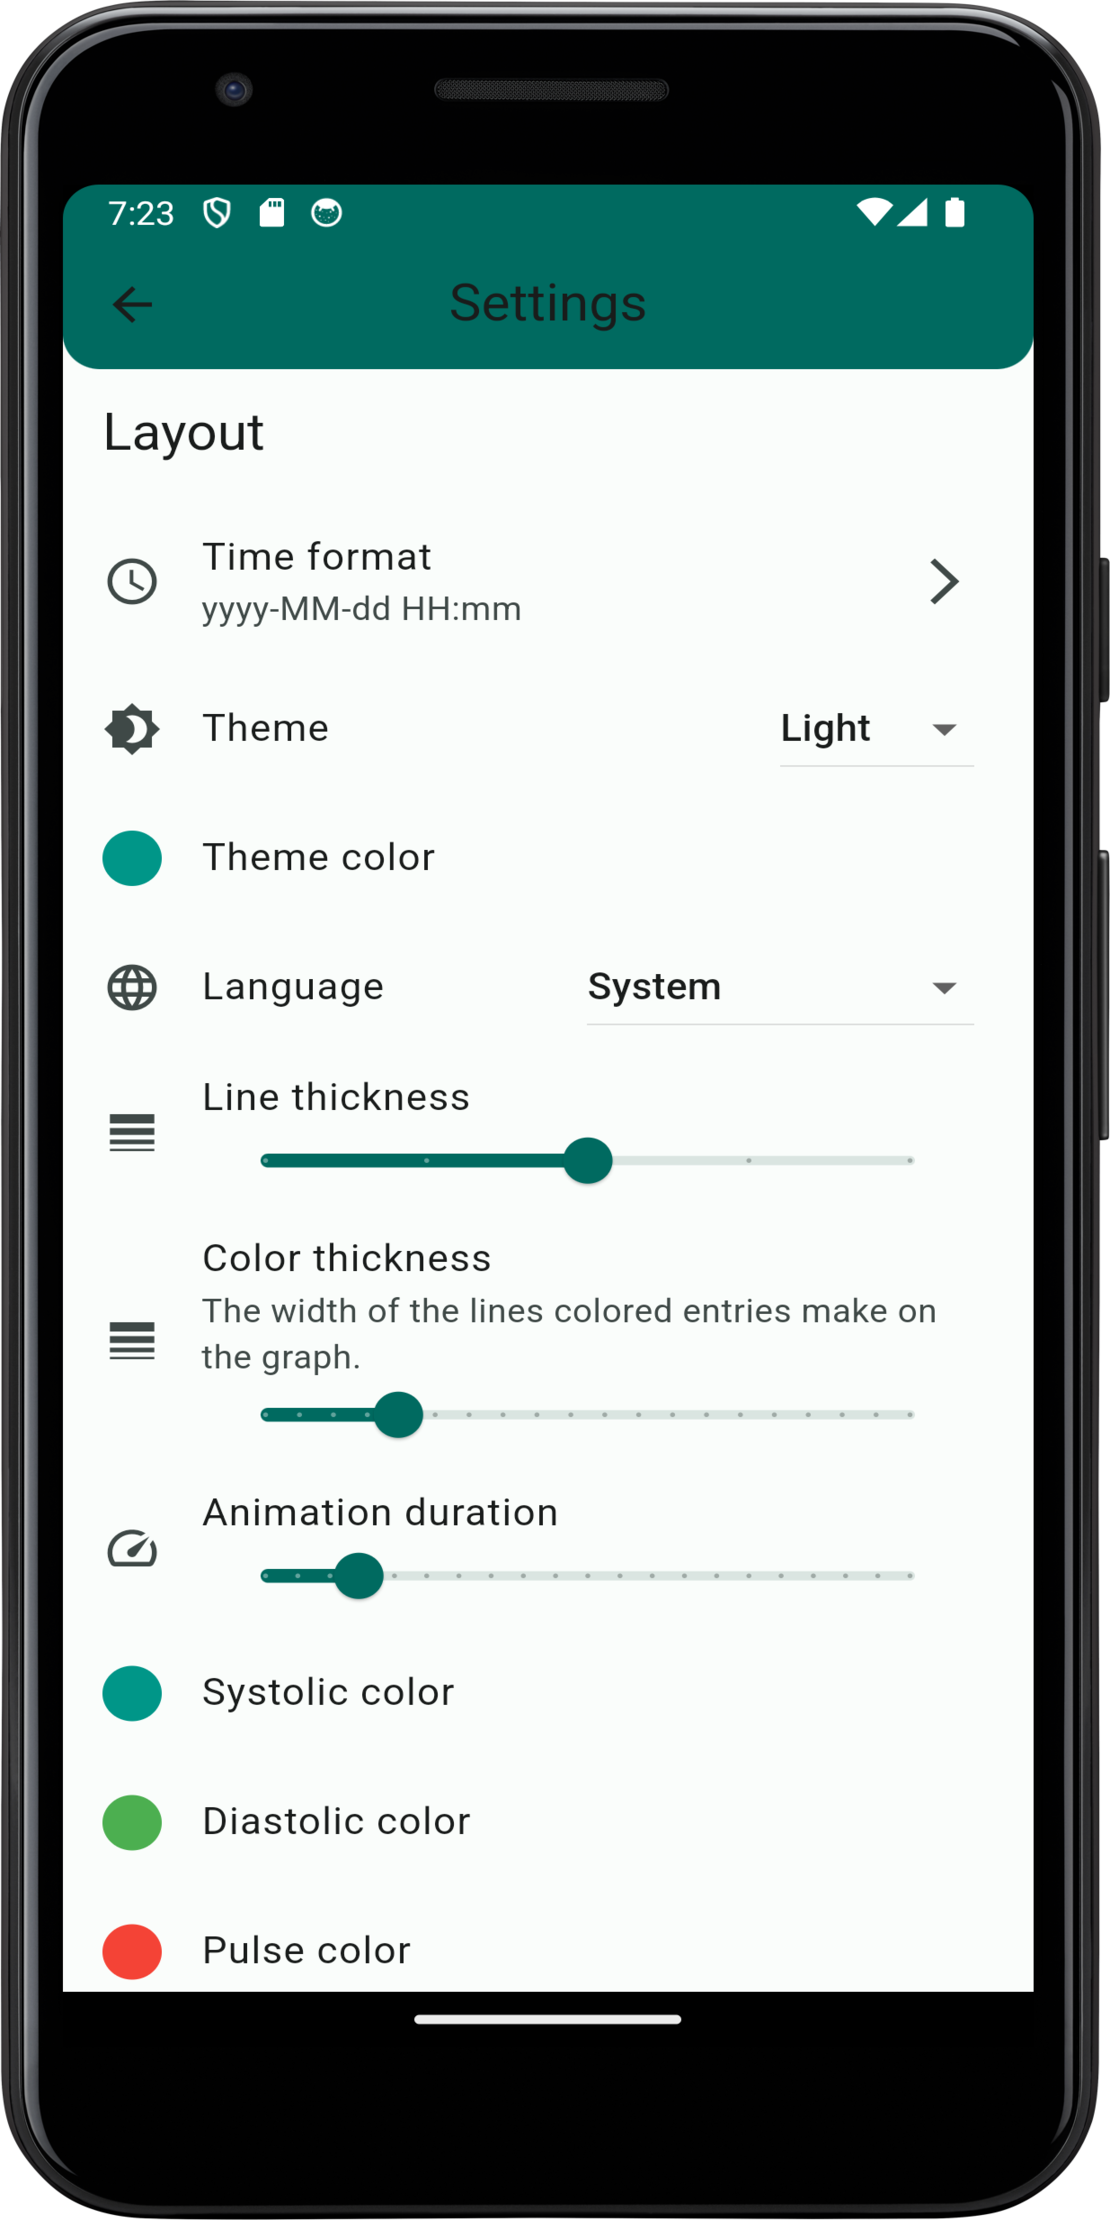 7:23
Settings
Layout
Time format
yyyy-MM-dd HH:mm
Theme
Light
Theme color
Language
System
Line thickness
Color thickness
The width of the lines colored entries make on
the graph.
Animation duration
Systolic color
Diastolic color
Pulse color